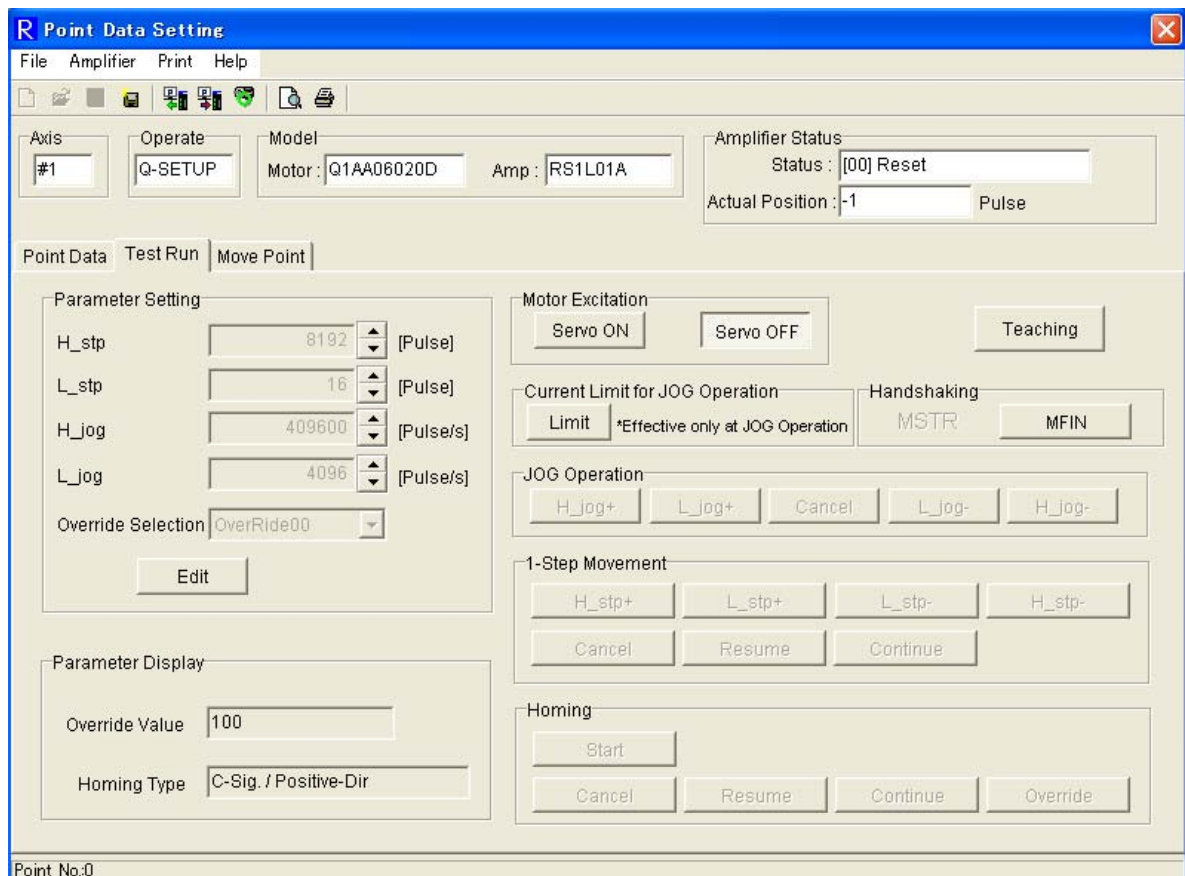 R Point Data Setting
File Amplifier Print Help
Axis
#1
Operate
Q-SETUP
Model
Motor : Q1AA06020D Amp : RS1L01A
Amplifier Status
Status : [00] Reset
Actual Position : -1 Pulse
Point Data Test Run Move Point
Parameter Setting
H_stp 8192 [Pulse]
L_stp 16 [Pulse]
H_jog 409600 [Pulse/s]
L_jog 4096 [Pulse/s]
Override Selection OverRide00
Edit
Parameter Display
Override Value 100
Homing Type C-Sig. / Positive-Dir
Motor Excitation
Servo ON Servo OFF
Teaching
Current Limit for JOG Operation
Limit *Effective only at JOG Operation
Handshaking
MSTR MFIN
JOG Operation
H_jog+ L_jog+ Cancel L_jog- H_jog-
1-Step Movement
H_stp+ L_stp+ L_stp- H_stp-
Cancel Resume Continue
Homing
Start
Cancel Resume Continue Override
Point No.:0